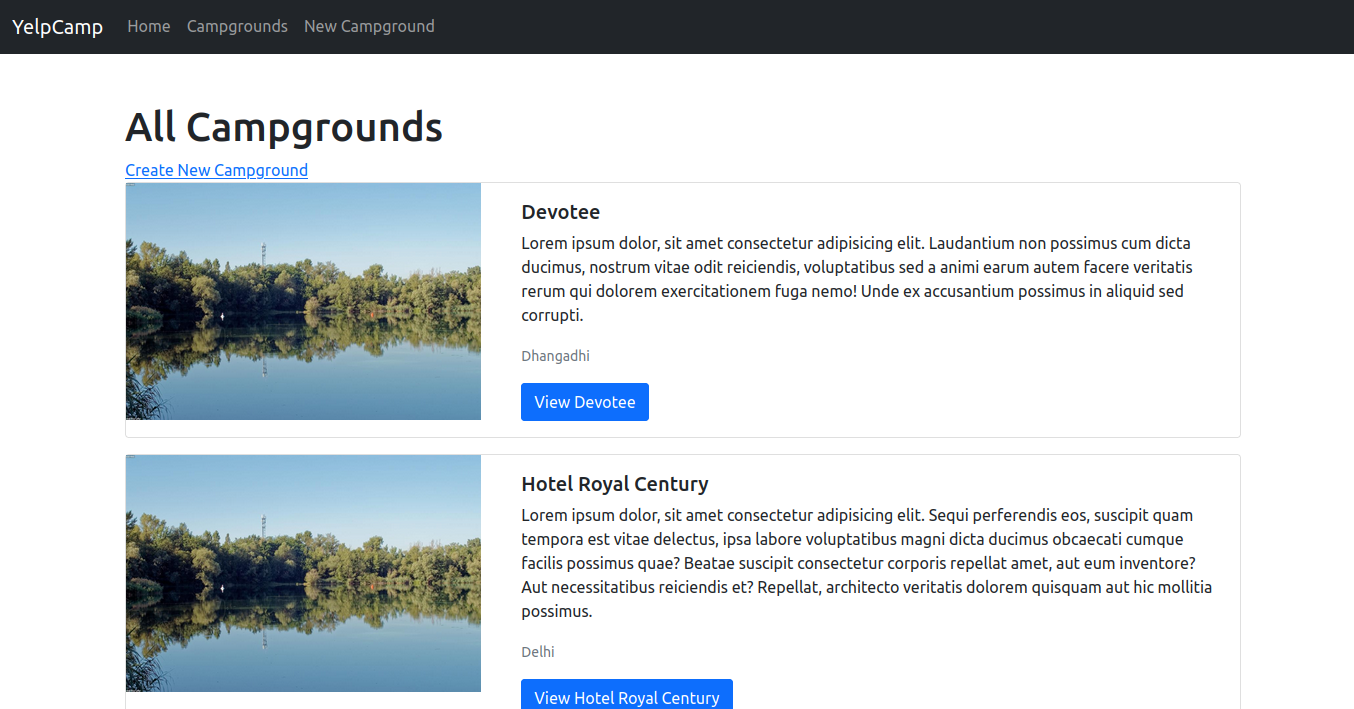 YelpCamp Home Campgrounds New Campground
All Campgrounds
Create New Campground
Devotee
Lorem ipsum dolor, sit amet consectetur adipisicing elit. Laudantium non possimus cum dicta
ducimus, nostrum vitae odit reiciendis, voluptatibus sed a animi earum autem facere veritatis
rerum qui dolorem exercitationem fuga nemo! Unde ex accusantium possimus in aliquid sed
corrupti.
Dhangadhi
View Devotee
Hotel Royal Century
Lorem ipsum dolor, sit amet consectetur adipisicing elit. Sequi perferendis eos, suscipit quam
tempora est vitae delectus, ipsa labore voluptatibus magni dicta ducimus obcaecati cumque
facilis possimus quae? Beatae suscipit consectetur corporis repellat amet, aut eum inventore?
Aut necessitatibus reiciendis et? Repellat, architecto veritatis dolorem quisquam aut hic mollitia
possimus.
Delhi
View Hotel Royal Century